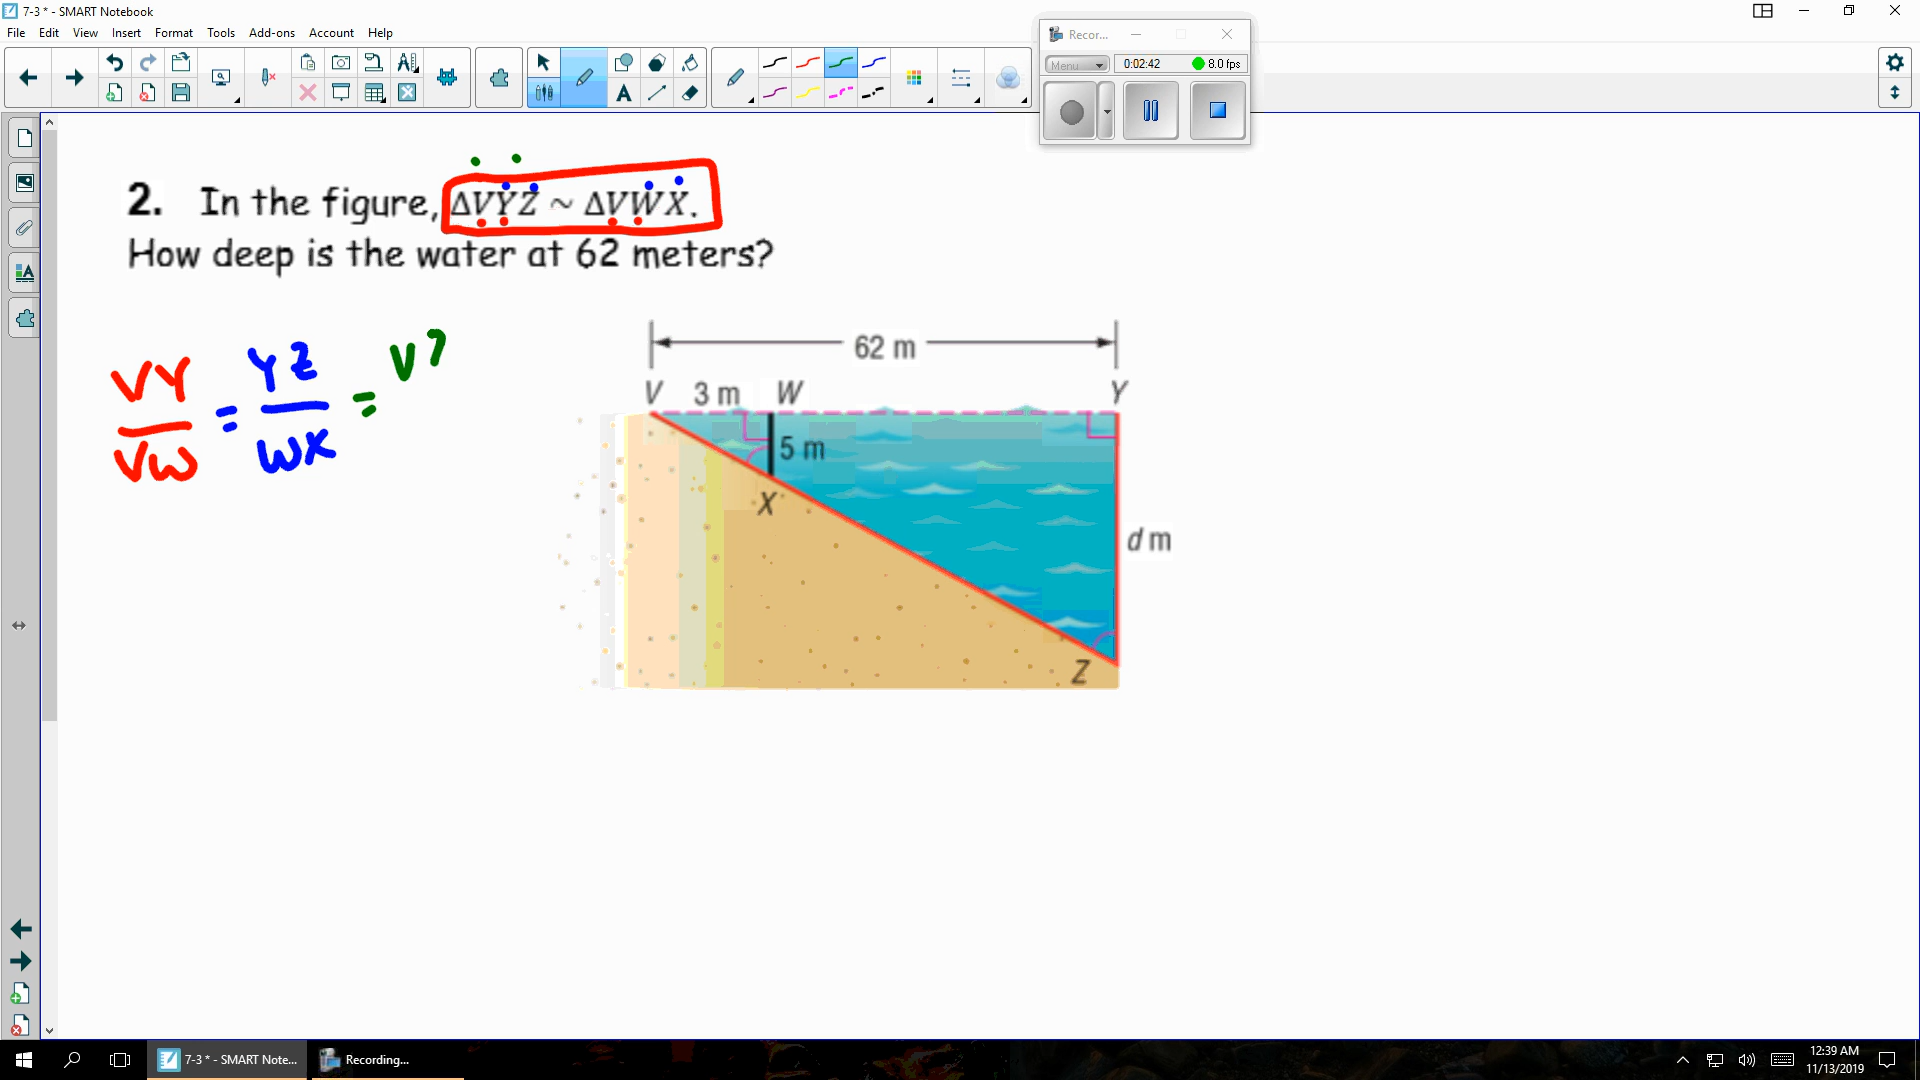 7-3 * - SMART Notebook
File Edit View Insert Format Tools Add-ons Account Help
Recor...
Menu 0:02:42 8.0 fps
2. In the figure, ΔVYZ ~ ΔVWX.
How deep is the water at 62 meters?
VY/VW = YZ/WX =
62 m
V 3 m W Y
5 m
X
d m
Z
7-3 * - SMART Note... Recording...
12:39 AM
11/13/2019